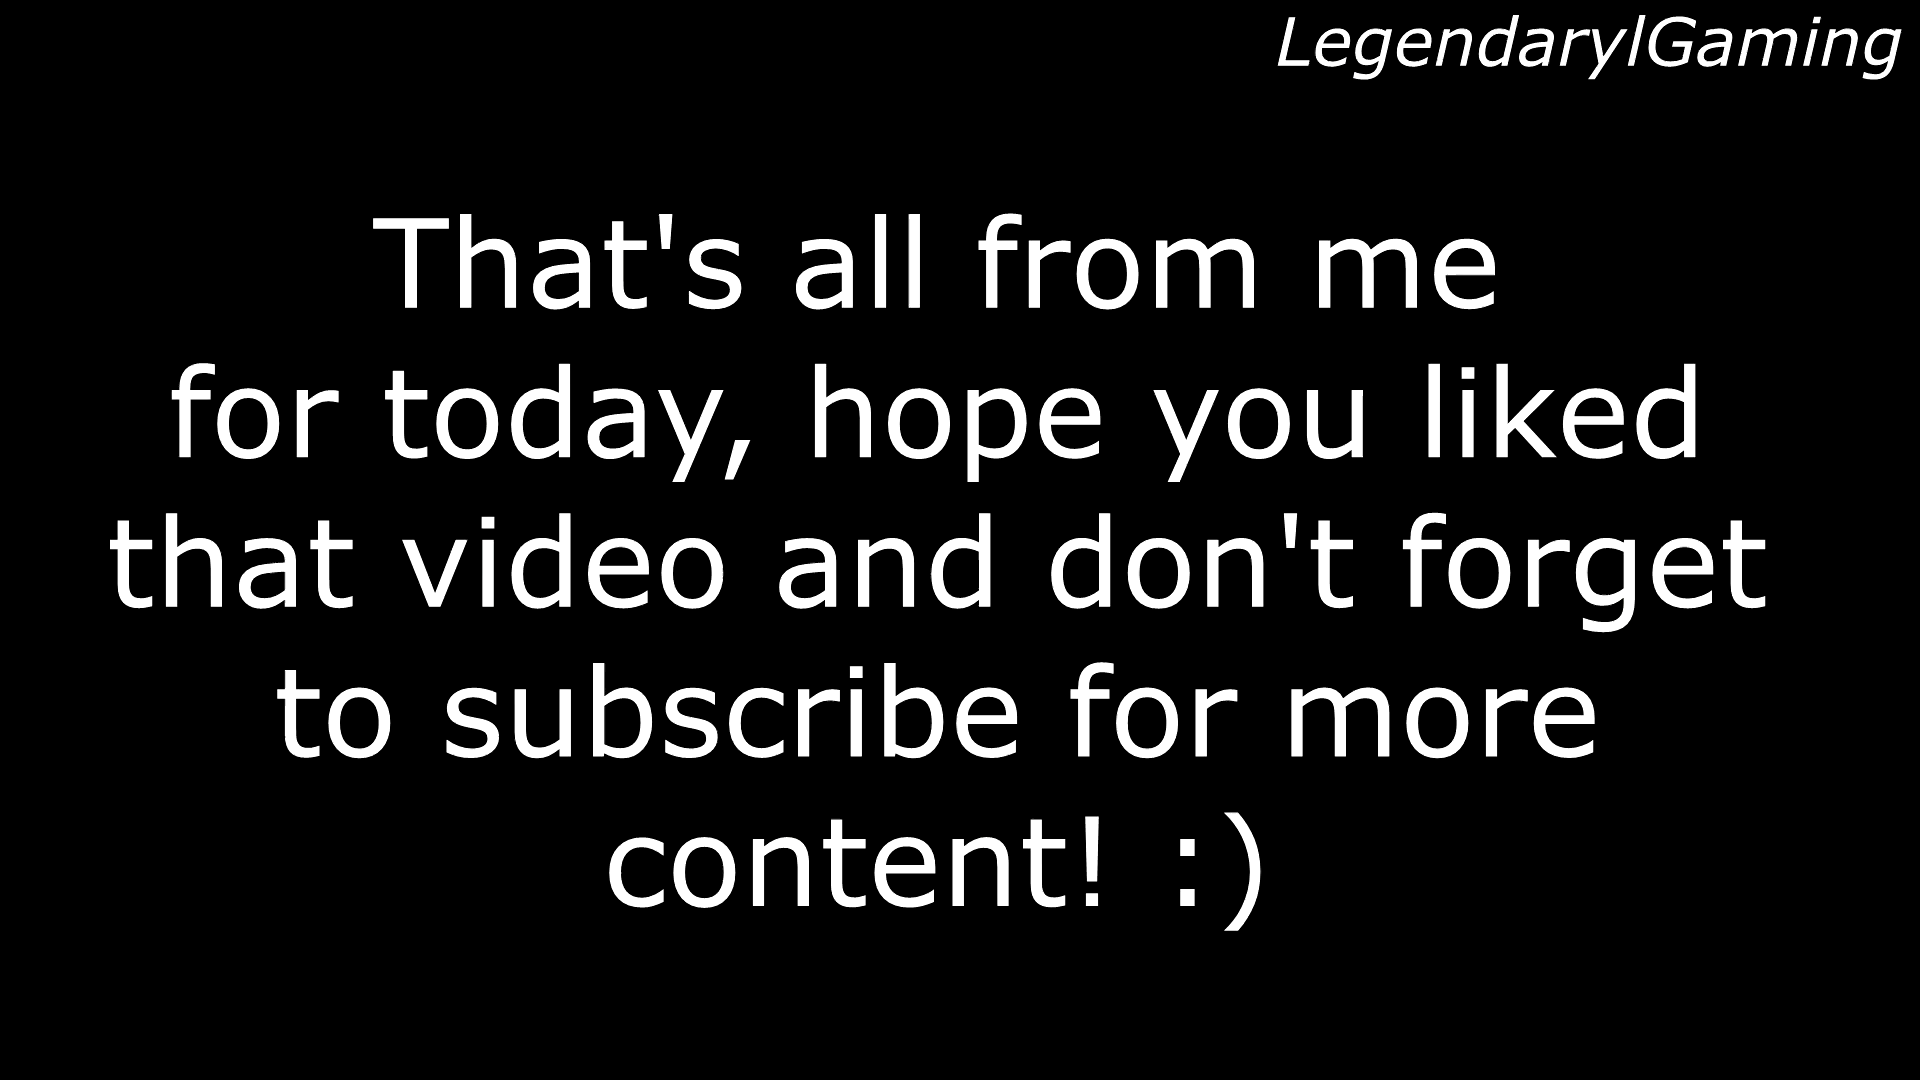 LegendarylGaming
That's all from me
for today, hope you liked
that video and don't forget
to subscribe for more
content! :)